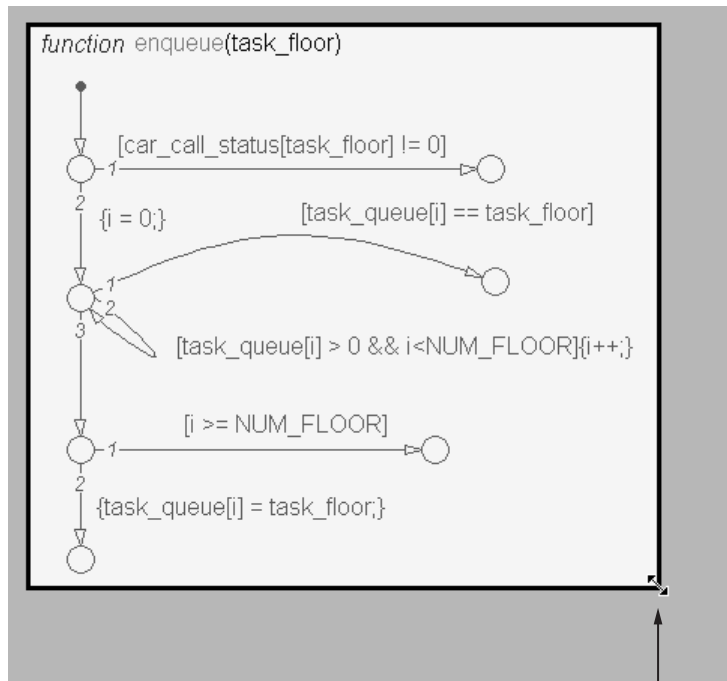 function enqueue(task_floor)
[car_call_status[task_floor] != 0]
1
2
{i = 0;}
[task_queue[i] == task_floor]
1
2
3
[task_queue[i] > 0 && i<NUM_FLOOR]{i++;}
[i >= NUM_FLOOR]
1
2
{task_queue[i] = task_floor;}